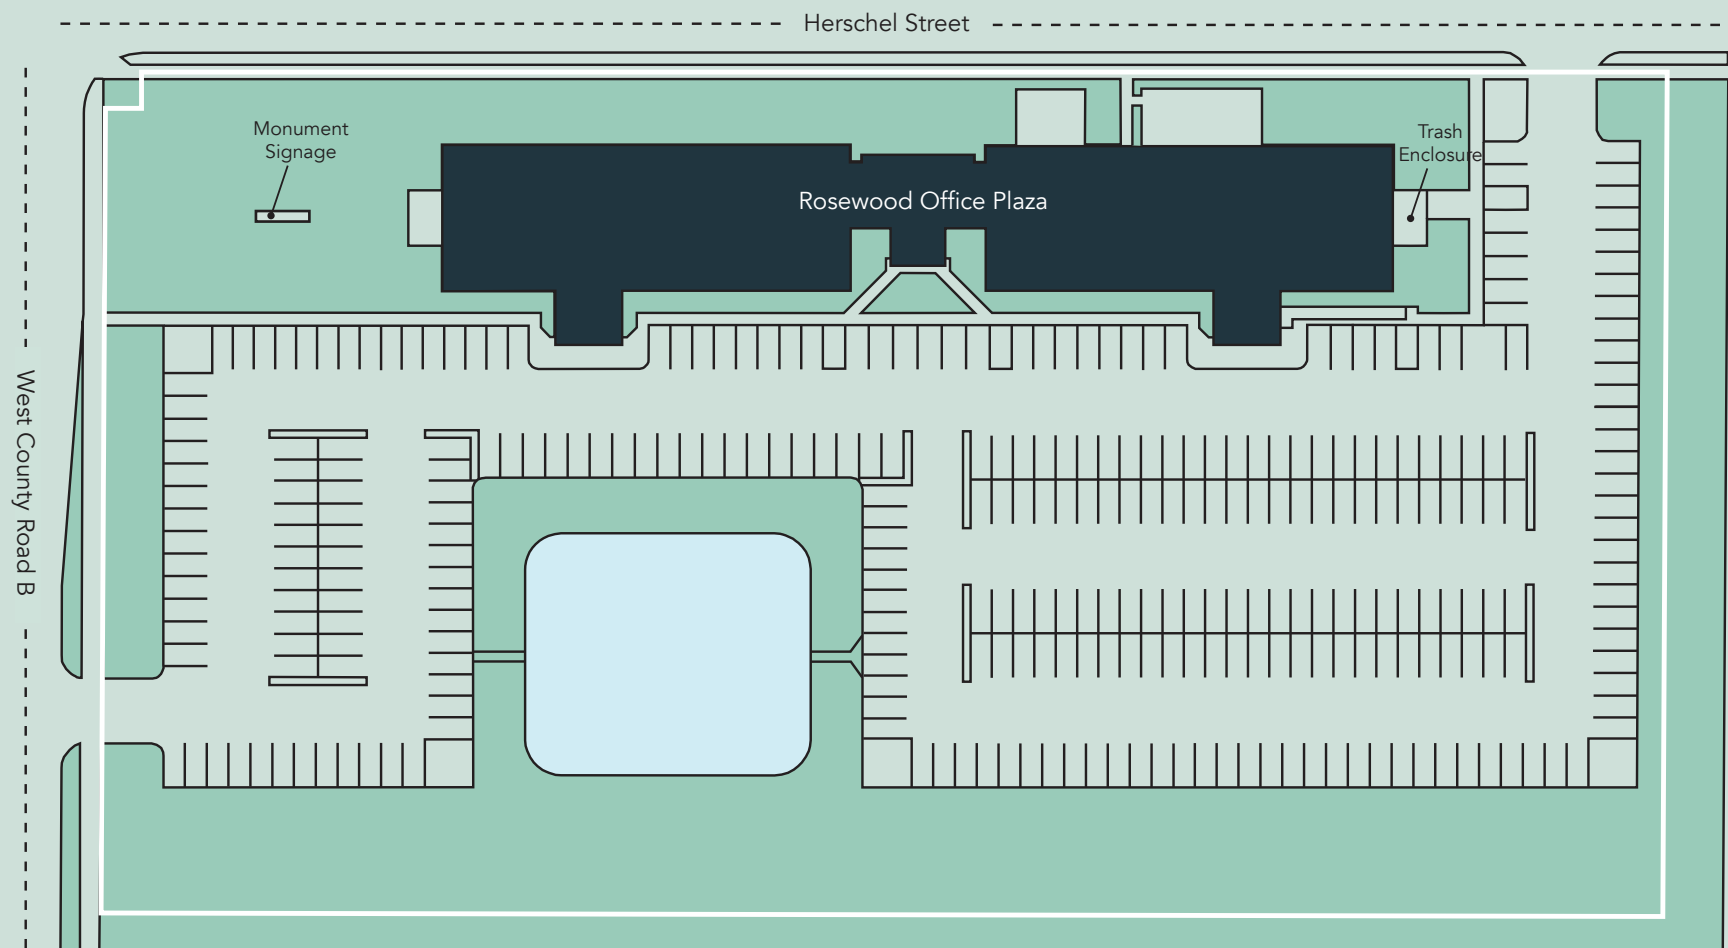 Herschel Street
Monument
Signage
Trash
Enclosure
Rosewood Office Plaza
West County Road B